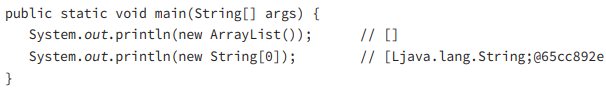 public static void main(String[] args) {
System.out.println(new ArrayList()); // []
System.out.println(new String[0]); // [Ljava.lang.String;@65cc892e
}